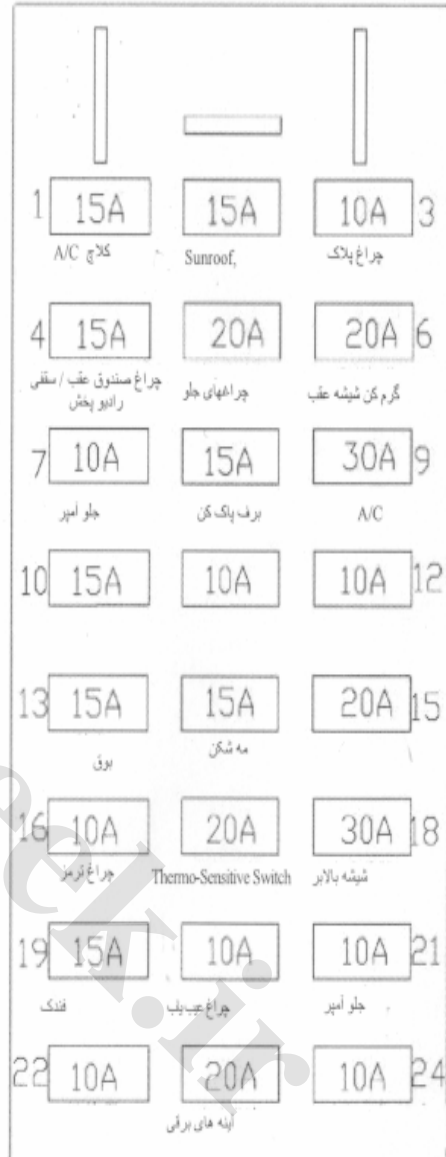 1 15A 15A 10A 3
کلاچ A/C Sunroof, چراغ پلاک
4 15A 20A 20A 6
چراغ صندوق عقب / سقفی چراغهای جلو گرم کن شیشه عقب
رادیو پخش
7 10A 15A 30A 9
جلو آمپر برف پاک کن A/C
10 15A 10A 10A 12
13 15A 15A 20A 15
بوق مه شکن
16 10A 20A 30A 18
چراغ ترمز Thermo-Sensitive Switch شیشه بالابر
19 15A 10A 10A 21
فندک چراغ عیب یاب جلو آمپر
22 10A 20A 10A 24
آینه های برقی